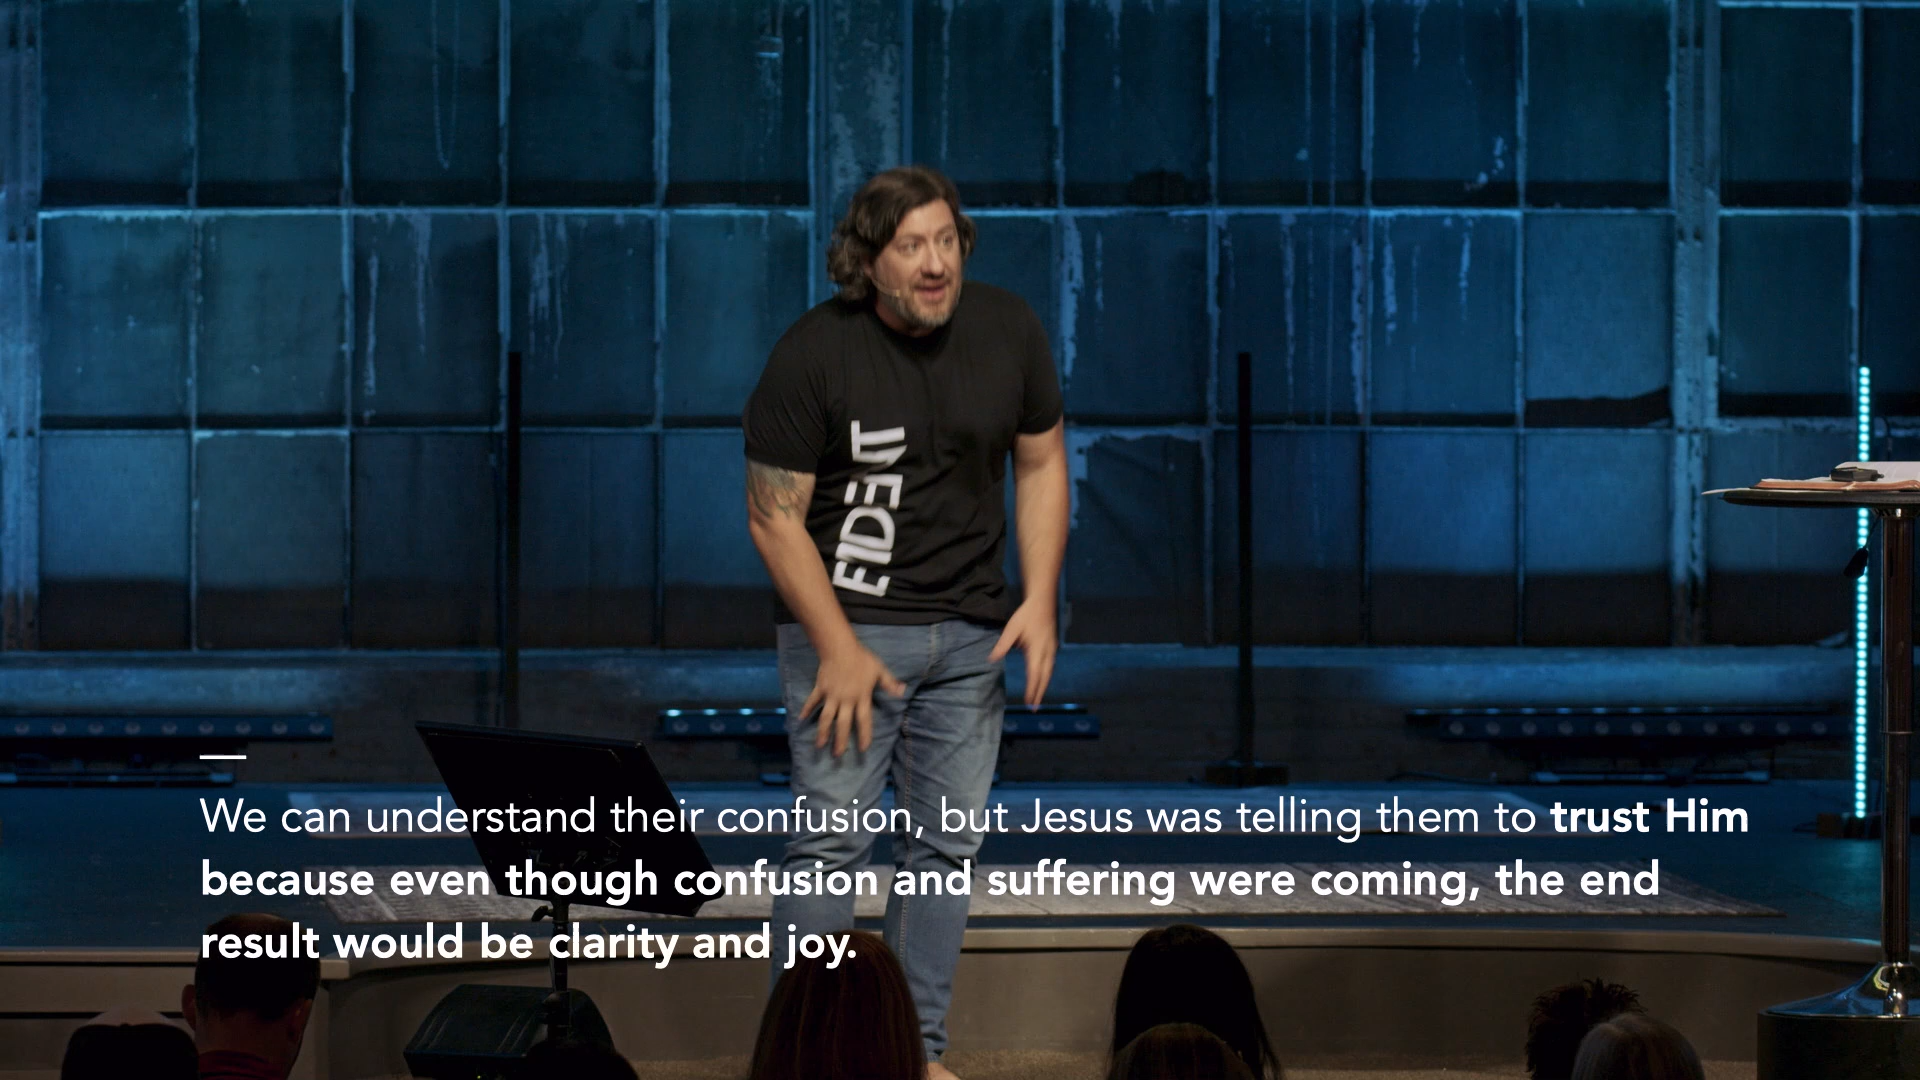 We can understand their confusion, but Jesus was telling them to trust Him
because even though confusion and suffering were coming, the end
result would be clarity and joy.